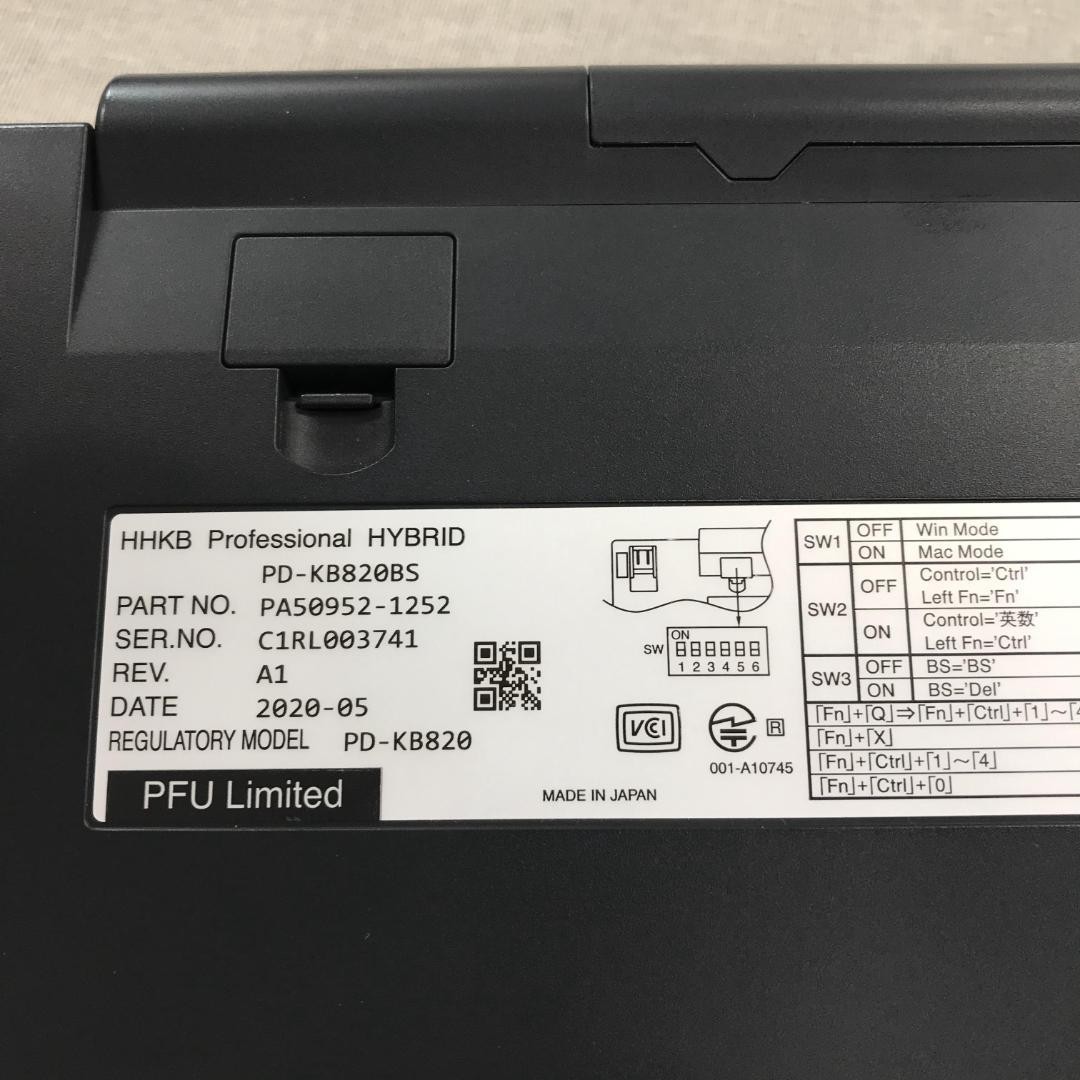 HHKB Professional HYBRID
PD-KB820BS
PART NO. PA50952-1252
SER.NO. C1RL003741
REV. A1
DATE 2020-05
REGULATORY MODEL PD-KB820
PFU Limited
SW
ON
1 2 3 4 5 6
VCCI
R
001-A10745
MADE IN JAPAN
SW1 OFF Win Mode
ON Mac Mode
SW2 OFF Control='Ctrl'
Left Fn='Fn'
ON Control='英数'
Left Fn='Ctrl'
SW3 OFF BS='BS'
ON BS='Del'
「Fn」+「Q」⇒「Fn」+「Ctrl」+「1」～「4
「Fn」+「X」
「Fn」+「Ctrl」+「1」～「4」
「Fn」+「Ctrl」+「0」